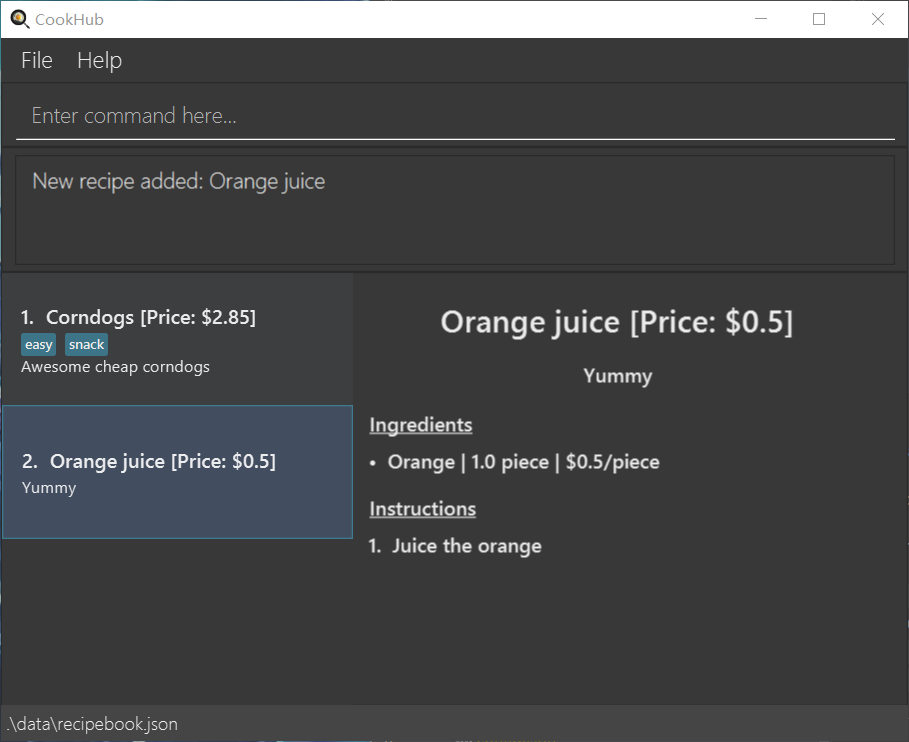 CookHub
File Help
Enter command here...
New recipe added: Orange juice
1. Corndogs [Price: $2.85]
easy snack
Awesome cheap corndogs
2. Orange juice [Price: $0.5]
Yummy
Orange juice [Price: $0.5]
Yummy
Ingredients
• Orange | 1.0 piece | $0.5/piece
Instructions
1. Juice the orange
.\data\recipebook.json